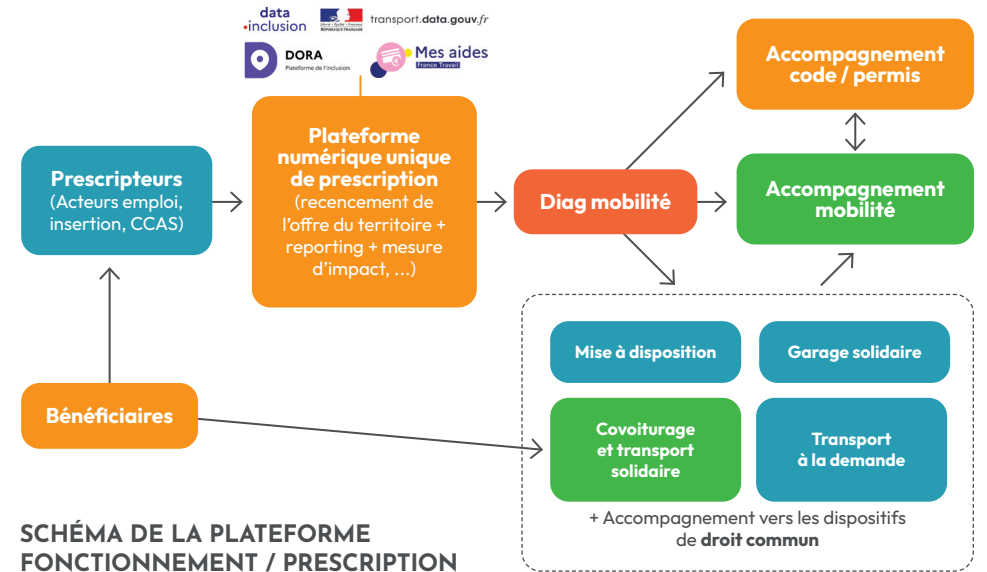 data
•inclusion
RÉPUBLIQUE FRANÇAISE
transport.data.gouv.fr
DORA
Plateforme de l'inclusion
Mes aides
France Travail
Accompagnement
code / permis
Plateforme
numérique unique
de prescription
(recencement de
l'offre du territoire +
reporting + mesure
d'impact, ...)
Prescripteurs
(Acteurs emploi,
insertion, CCAS)
Diag mobilité
Accompagnement
mobilité
Bénéficiaires
Mise à disposition
Garage solidaire
Covoiturage
et transport
solidaire
Transport
à la demande
+ Accompagnement vers les dispositifs
de droit commun
SCHÉMA DE LA PLATEFORME
FONCTIONNEMENT / PRESCRIPTION